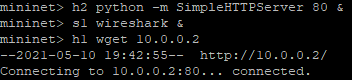 mininet> h2 python -m SimpleHTTPServer 80 &
mininet> s1 wireshark &
mininet> h1 wget 10.0.0.2
--2021-05-10 19:42:55--  http://10.0.0.2/
Connecting to 10.0.0.2:80... connected.